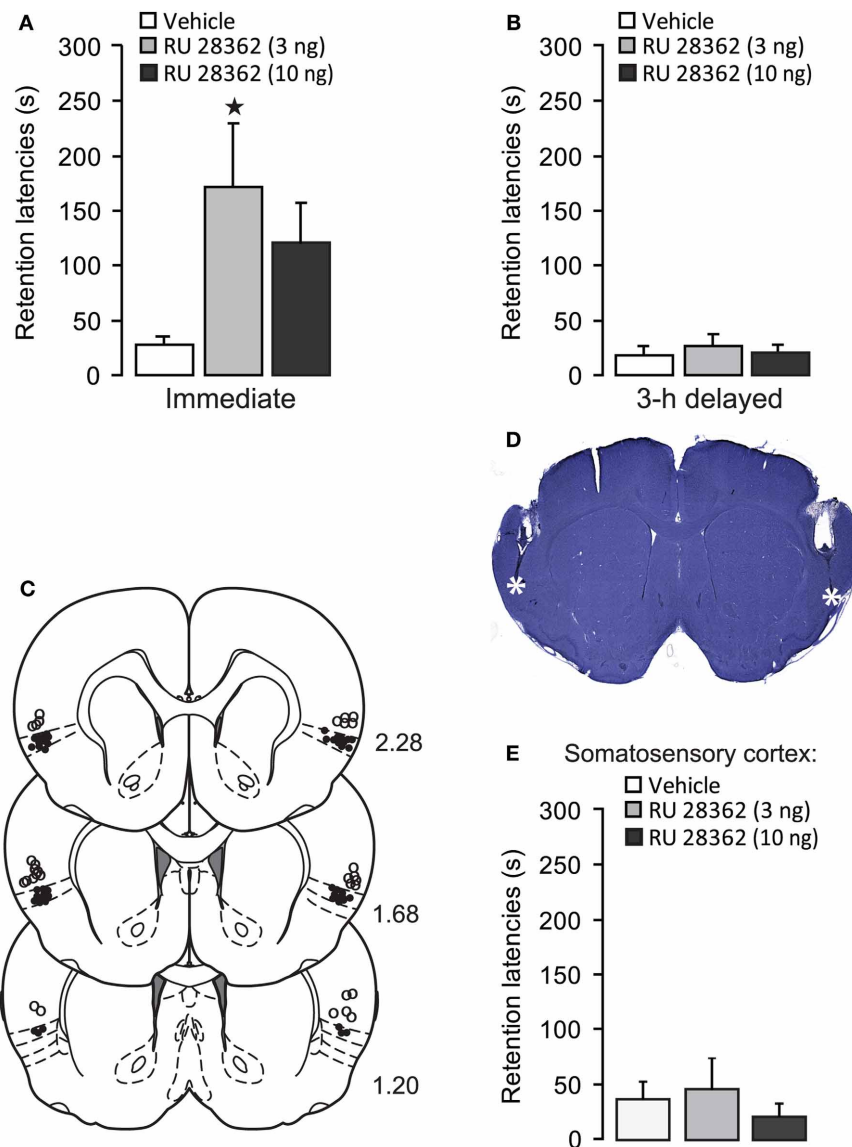 A
Vehicle
RU 28362 (3 ng)
RU 28362 (10 ng)
Retention latencies (s)
300
250
200
150
100
50
0
Immediate
B
Vehicle
RU 28362 (3 ng)
RU 28362 (10 ng)
Retention latencies (s)
300
250
200
150
100
50
0
3-h delayed
C
2.28
1.68
1.20
D
E
Somatosensory cortex:
Vehicle
RU 28362 (3 ng)
RU 28362 (10 ng)
Retention latencies (s)
300
250
200
150
100
50
0